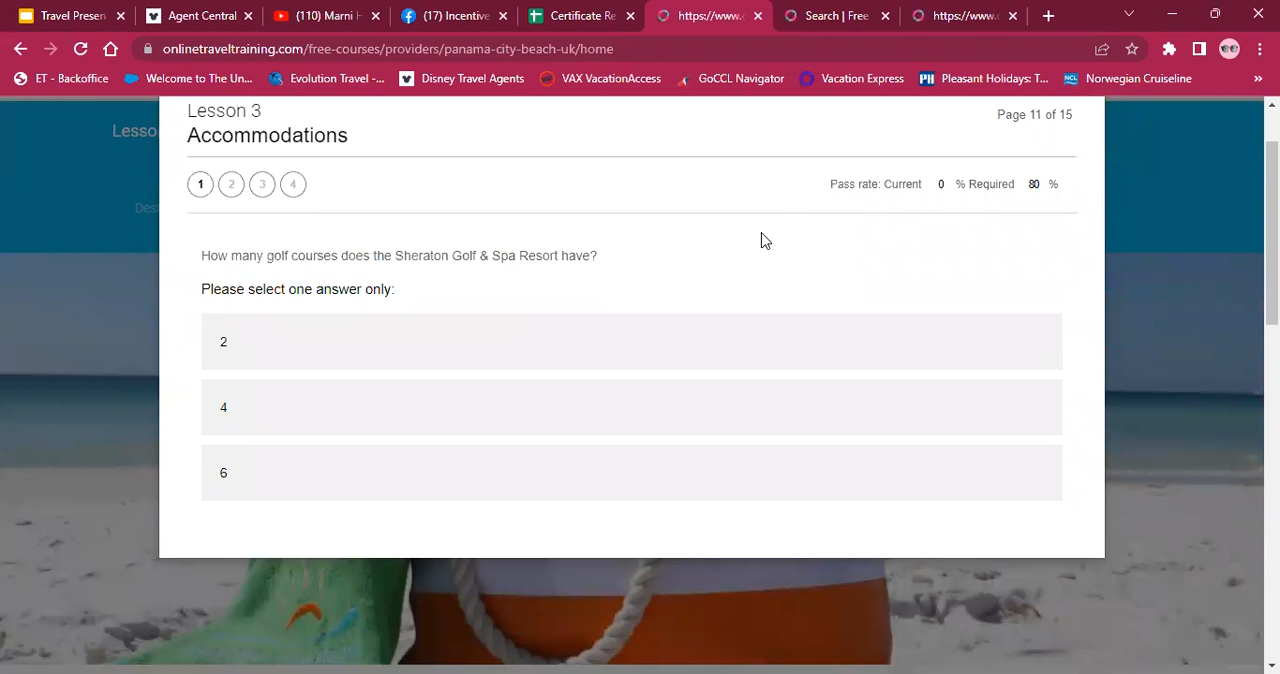 Travel Presen
Agent Central
(110) Marni H
(17) Incentive
Certificate Re
https://www.c
Search | Free
https://www.c
onlinetraveltraining.com/free-courses/providers/panama-city-beach-uk/home
ET - Backoffice
Welcome to The Un...
Evolution Travel -...
Disney Travel Agents
VAX VacationAccess
GoCCL Navigator
Vacation Express
PH
Pleasant Holidays: T...
NCL
Norwegian Cruiseline
»
Lesso
Lesson 3
Page 11 of 15
Accommodations
1 2 3 4
Pass rate: Current 0 % Required 80 %
Des
How many golf courses does the Sheraton Golf & Spa Resort have?
Please select one answer only:
2
4
6